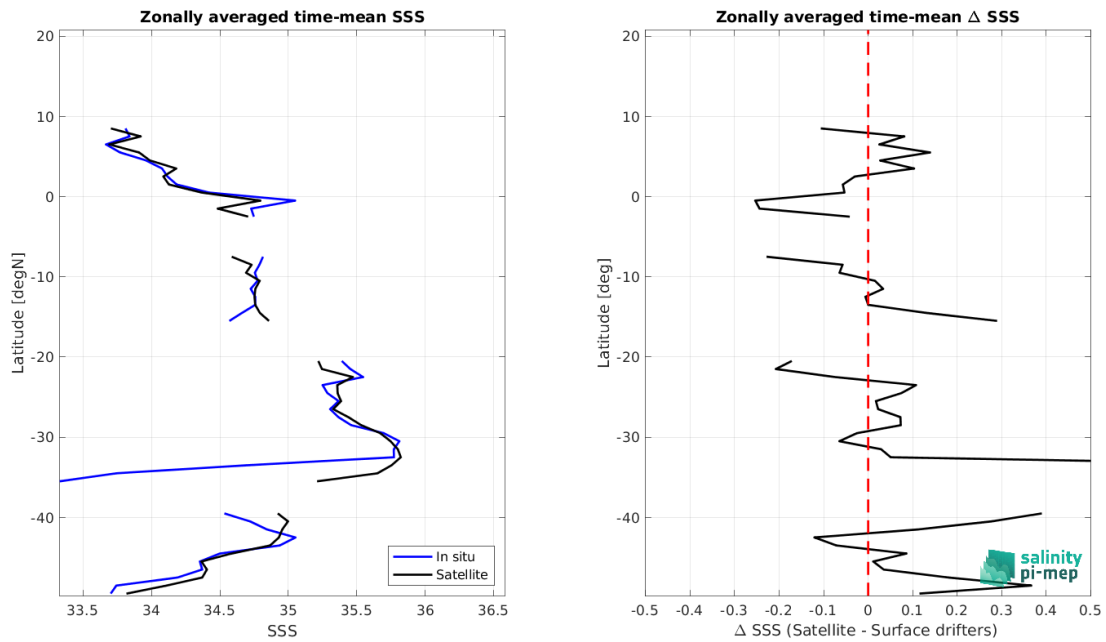 Zonally averaged time-mean SSS
20
10
0
-10
-20
-30
-40
Latitude [degN]
33.5 34 34.5 35 35.5 36 36.5
SSS
In situ
Satellite
Zonally averaged time-mean Δ SSS
20
10
0
-10
-20
-30
-40
Latitude [deg]
-0.5 -0.4 -0.3 -0.2 -0.1 0 0.1 0.2 0.3 0.4 0.5
Δ SSS (Satellite - Surface drifters)
salinity
pi-mep